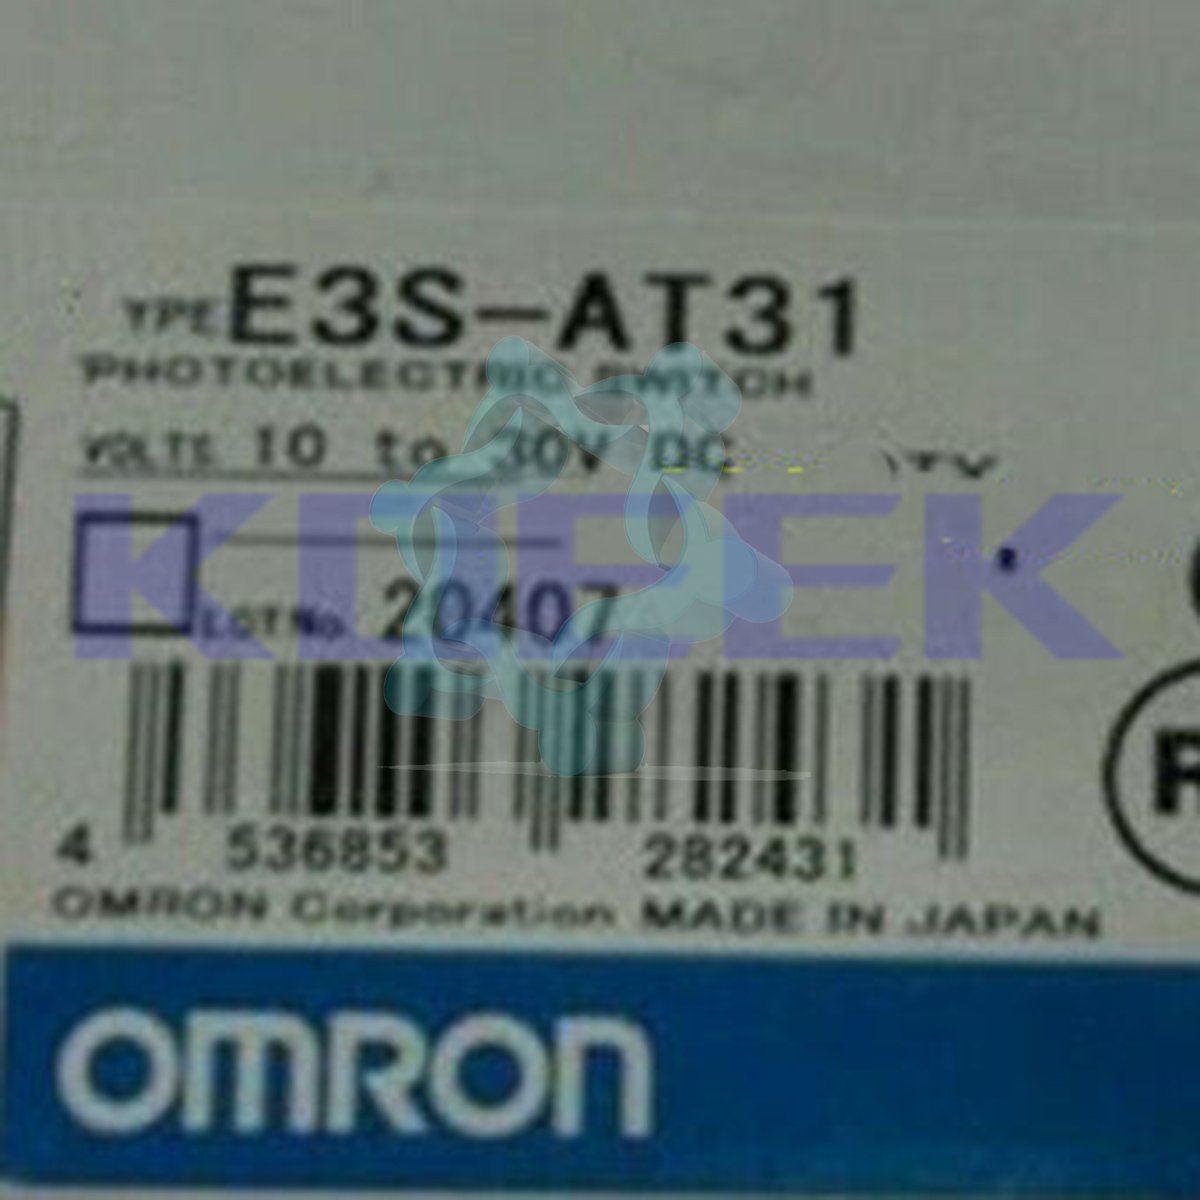 TYPE E3S-AT31
PHOTOELECTRIC SWITCH
VOLTS 10 to 30V DC
LOT No. 20407
4 536853 282431
OMRON Corporation MADE IN JAPAN
R
OMRON